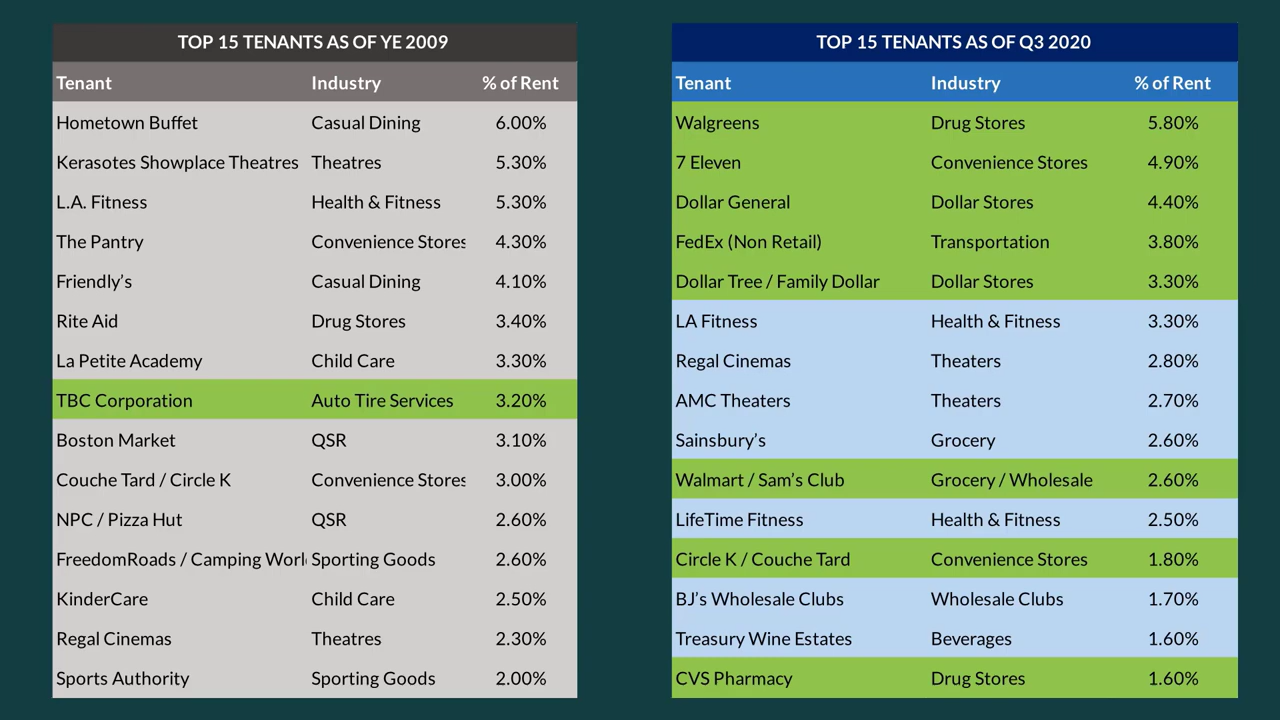 TOP 15 TENANTS AS OF YE 2009
Tenant Industry % of Rent
Hometown Buffet Casual Dining 6.00%
Kerasotes Showplace Theatres Theatres 5.30%
L.A. Fitness Health & Fitness 5.30%
The Pantry Convenience Stores 4.30%
Friendly’s Casual Dining 4.10%
Rite Aid Drug Stores 3.40%
La Petite Academy Child Care 3.30%
TBC Corporation Auto Tire Services 3.20%
Boston Market QSR 3.10%
Couche Tard / Circle K Convenience Stores 3.00%
NPC / Pizza Hut QSR 2.60%
FreedomRoads / Camping Worl Sporting Goods 2.60%
KinderCare Child Care 2.50%
Regal Cinemas Theatres 2.30%
Sports Authority Sporting Goods 2.00%
TOP 15 TENANTS AS OF Q3 2020
Tenant Industry % of Rent
Walgreens Drug Stores 5.80%
7 Eleven Convenience Stores 4.90%
Dollar General Dollar Stores 4.40%
FedEx (Non Retail) Transportation 3.80%
Dollar Tree / Family Dollar Dollar Stores 3.30%
LA Fitness Health & Fitness 3.30%
Regal Cinemas Theaters 2.80%
AMC Theaters Theaters 2.70%
Sainsbury’s Grocery 2.60%
Walmart / Sam’s Club Grocery / Wholesale 2.60%
LifeTime Fitness Health & Fitness 2.50%
Circle K / Couche Tard Convenience Stores 1.80%
BJ’s Wholesale Clubs Wholesale Clubs 1.70%
Treasury Wine Estates Beverages 1.60%
CVS Pharmacy Drug Stores 1.60%